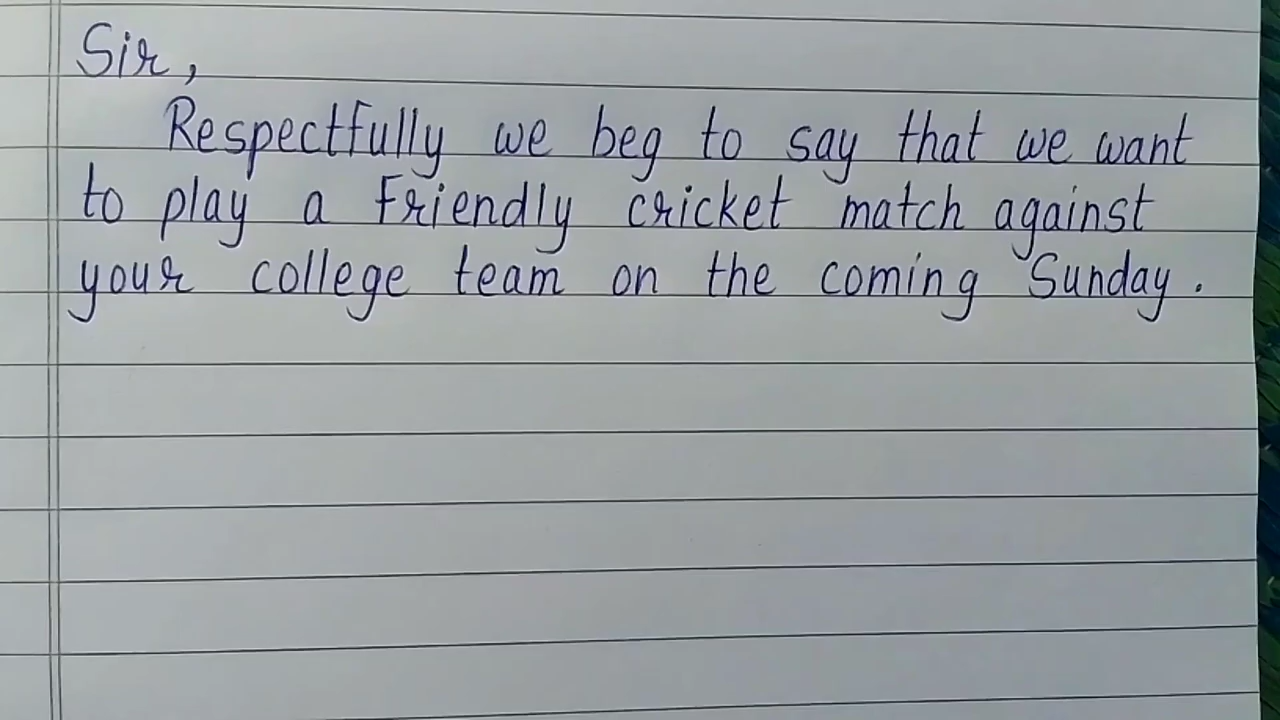 Sir,
Respectfully we beg to say that we want
to play a friendly cricket match against
your college team on the coming Sunday.